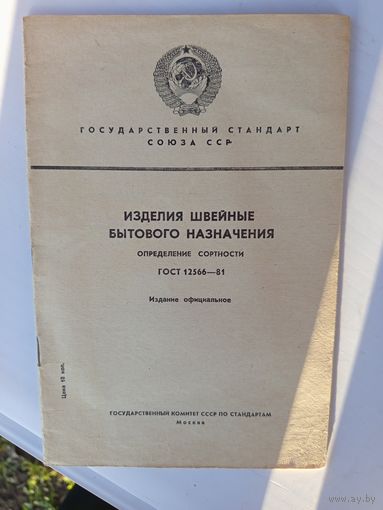 ГОСУДАРСТВЕННЫЙ СТАНДАРТ
СОЮЗА ССР
ИЗДЕЛИЯ ШВЕЙНЫЕ
БЫТОВОГО НАЗНАЧЕНИЯ
ОПРЕДЕЛЕНИЕ СОРТНОСТИ
ГОСТ 12566—81
Издание официальное
Цена 10 коп.
ГОСУДАРСТВЕННЫЙ КОМИТЕТ СССР ПО СТАНДАРТАМ
Москва
www.ay.by